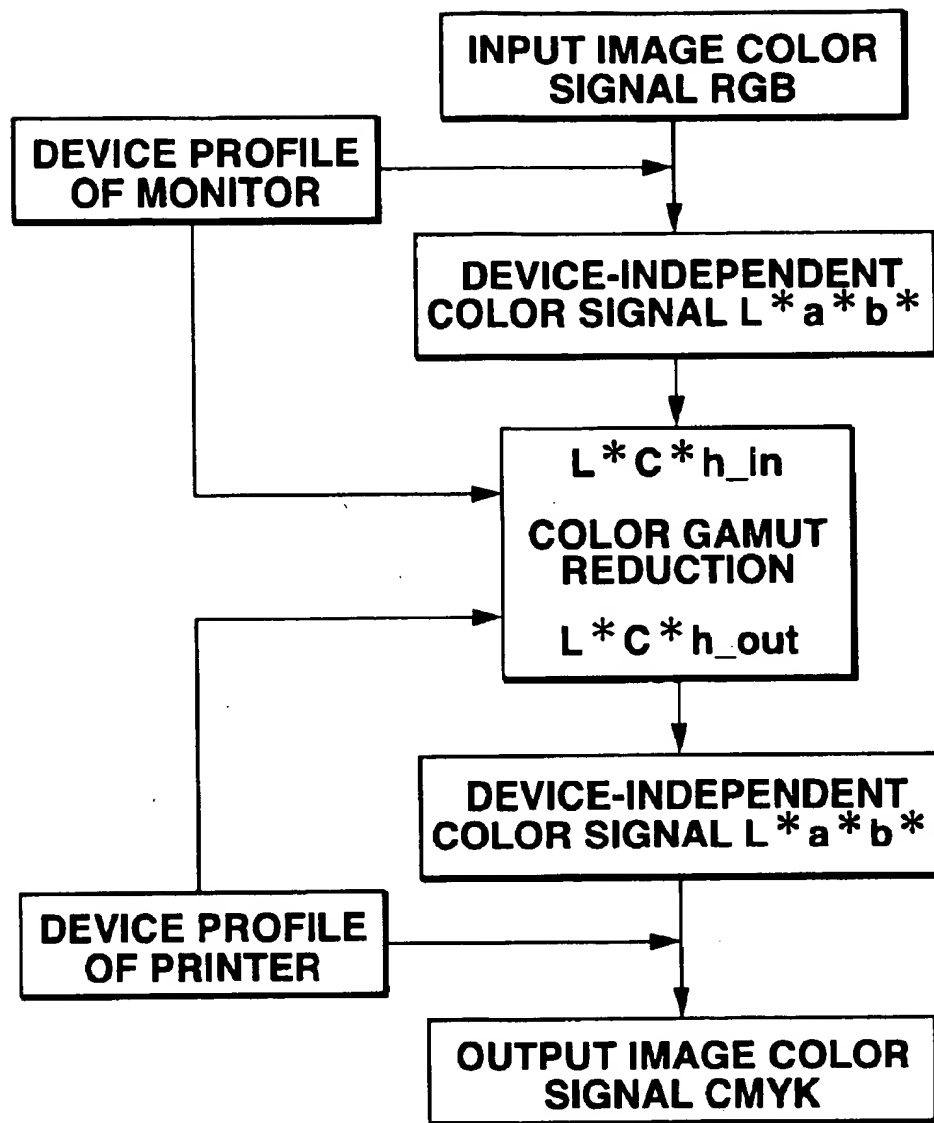 INPUT IMAGE COLOR
SIGNAL RGB
DEVICE PROFILE
OF MONITOR
DEVICE-INDEPENDENT
COLOR SIGNAL L*a*b*
L*C*h_in
COLOR GAMUT
REDUCTION
L*C*h_out
DEVICE-INDEPENDENT
COLOR SIGNAL L*a*b*
DEVICE PROFILE
OF PRINTER
OUTPUT IMAGE COLOR
SIGNAL CMYK